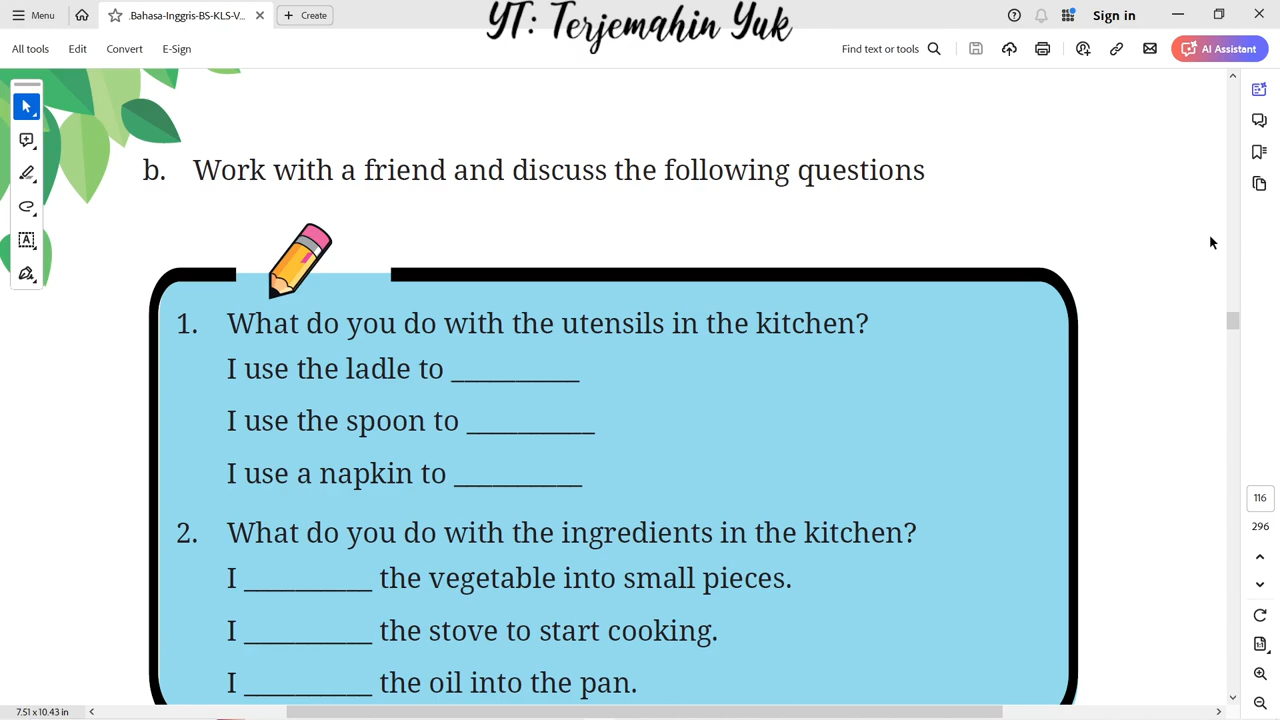 Menu
.Bahasa-Inggris-BS-KLS-V...
Create
YT: Terjemahin Yuk
Sign in
All tools Edit Convert E-Sign
Find text or tools
AI Assistant
b. Work with a friend and discuss the following questions
1. What do you do with the utensils in the kitchen?
I use the ladle to __________
I use the spoon to __________
I use a napkin to __________
2. What do you do with the ingredients in the kitchen?
I __________ the vegetable into small pieces.
I __________ the stove to start cooking.
I __________ the oil into the pan.
116
296
7.51 x 10.43 in